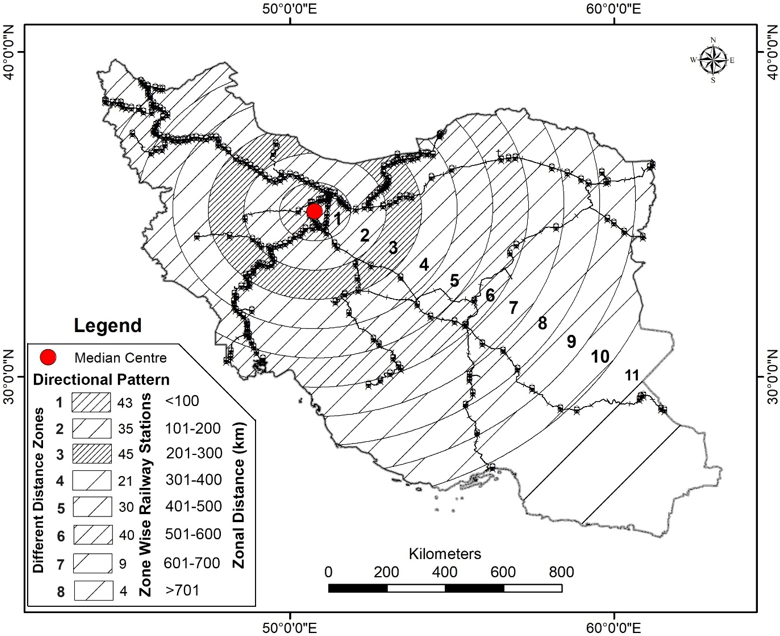 50°0'0"E 60°0'0"E
40°0'0"N 40°0'0"N
N
W E
S
1
2
3
4
5
6
7
8
9
10
11
30°0'0"N 30°0'0"N
Legend
Median Centre
Directional Pattern
Different Distance Zones
Zone Wise Railway Stations
Zonal Distance (km)
1 43 <100
2 35 101-200
3 45 201-300
4 21 301-400
5 30 401-500
6 40 501-600
7 9 601-700
8 4 >701
Kilometers
0 200 400 600 800
50°0'0"E 60°0'0"E